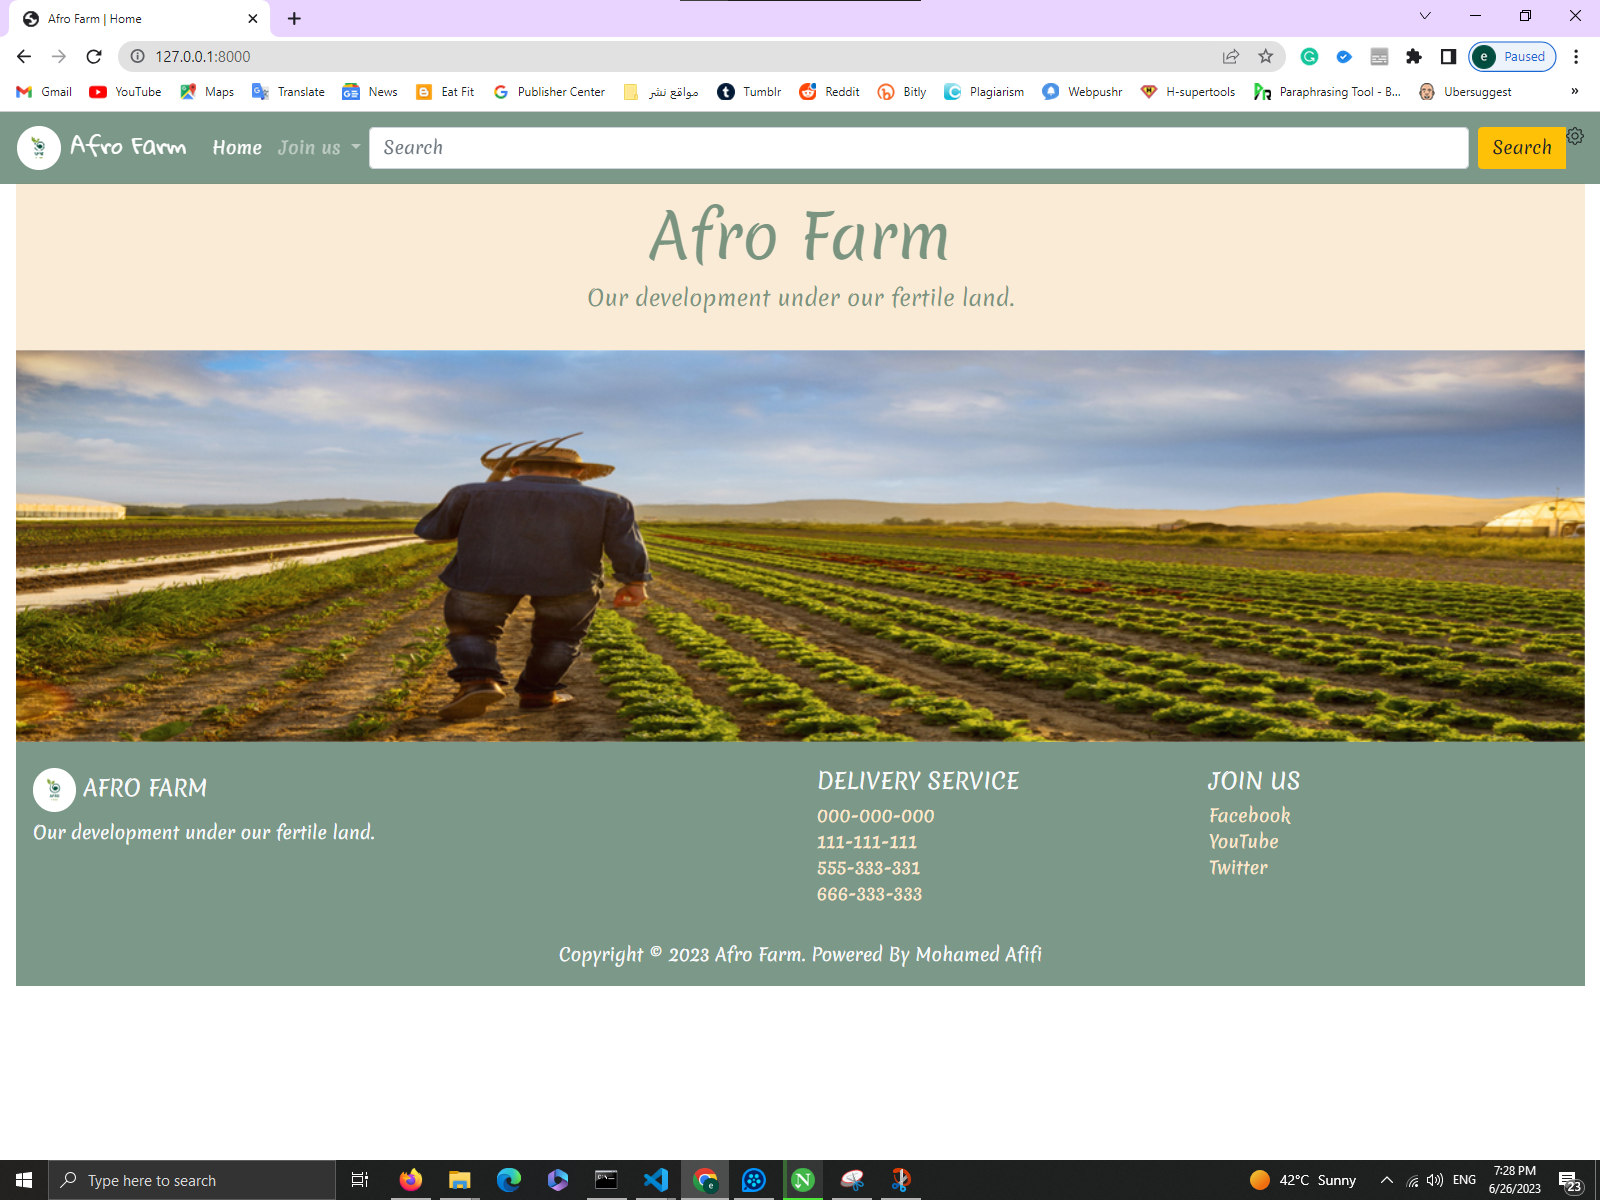 Afro Farm | Home
127.0.0.1:8000
Paused
Gmail YouTube Maps Translate News Eat Fit Publisher Center مواقع نشر Tumblr Reddit Bitly Plagiarism Webpushr H-supertools Paraphrasing Tool - B... Ubersuggest »
Afro Farm Home Join us Search Search
Afro Farm
Our development under our fertile land.
AFRO FARM
Our development under our fertile land.
DELIVERY SERVICE
000-000-000
111-111-111
555-333-331
666-333-333
JOIN US
Facebook
YouTube
Twitter
Copyright © 2023 Afro Farm. Powered By Mohamed Afifi
Type here to search
42°C Sunny
ENG
7:28 PM
6/26/2023
23